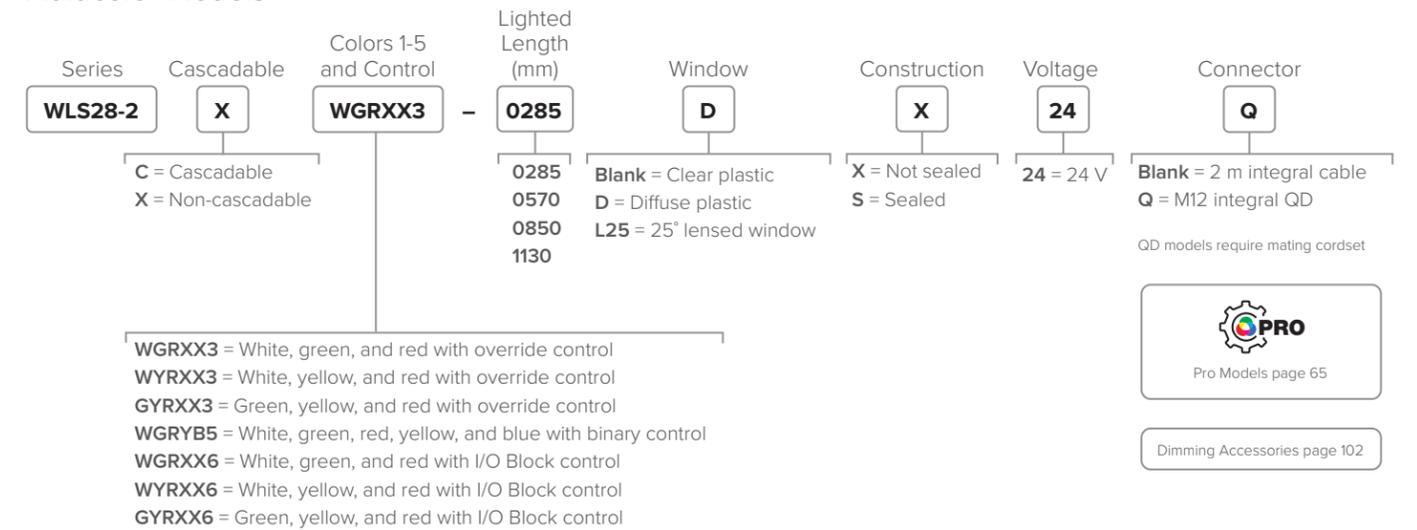 Series
Cascadable
Colors 1-5
and Control
Lighted
Length
(mm)
Window
Construction
Voltage
Connector
WLS28-2
X
WGRXX3
–
0285
D
X
24
Q
C = Cascadable
X = Non-cascadable
0285
0570
0850
1130
Blank = Clear plastic
D = Diffuse plastic
L25 = 25˚ lensed window
X = Not sealed
S = Sealed
24 = 24 V
Blank = 2 m integral cable
Q = M12 integral QD
QD models require mating cordset
PRO
Pro Models page 65
Dimming Accessories page 102
WGRXX3 = White, green, and red with override control
WYRXX3 = White, yellow, and red with override control
GYRXX3 = Green, yellow, and red with override control
WGRYB5 = White, green, red, yellow, and blue with binary control
WGRXX6 = White, green, and red with I/O Block control
WYRXX6 = White, yellow, and red with I/O Block control
GYRXX6 = Green, yellow, and red with I/O Block control